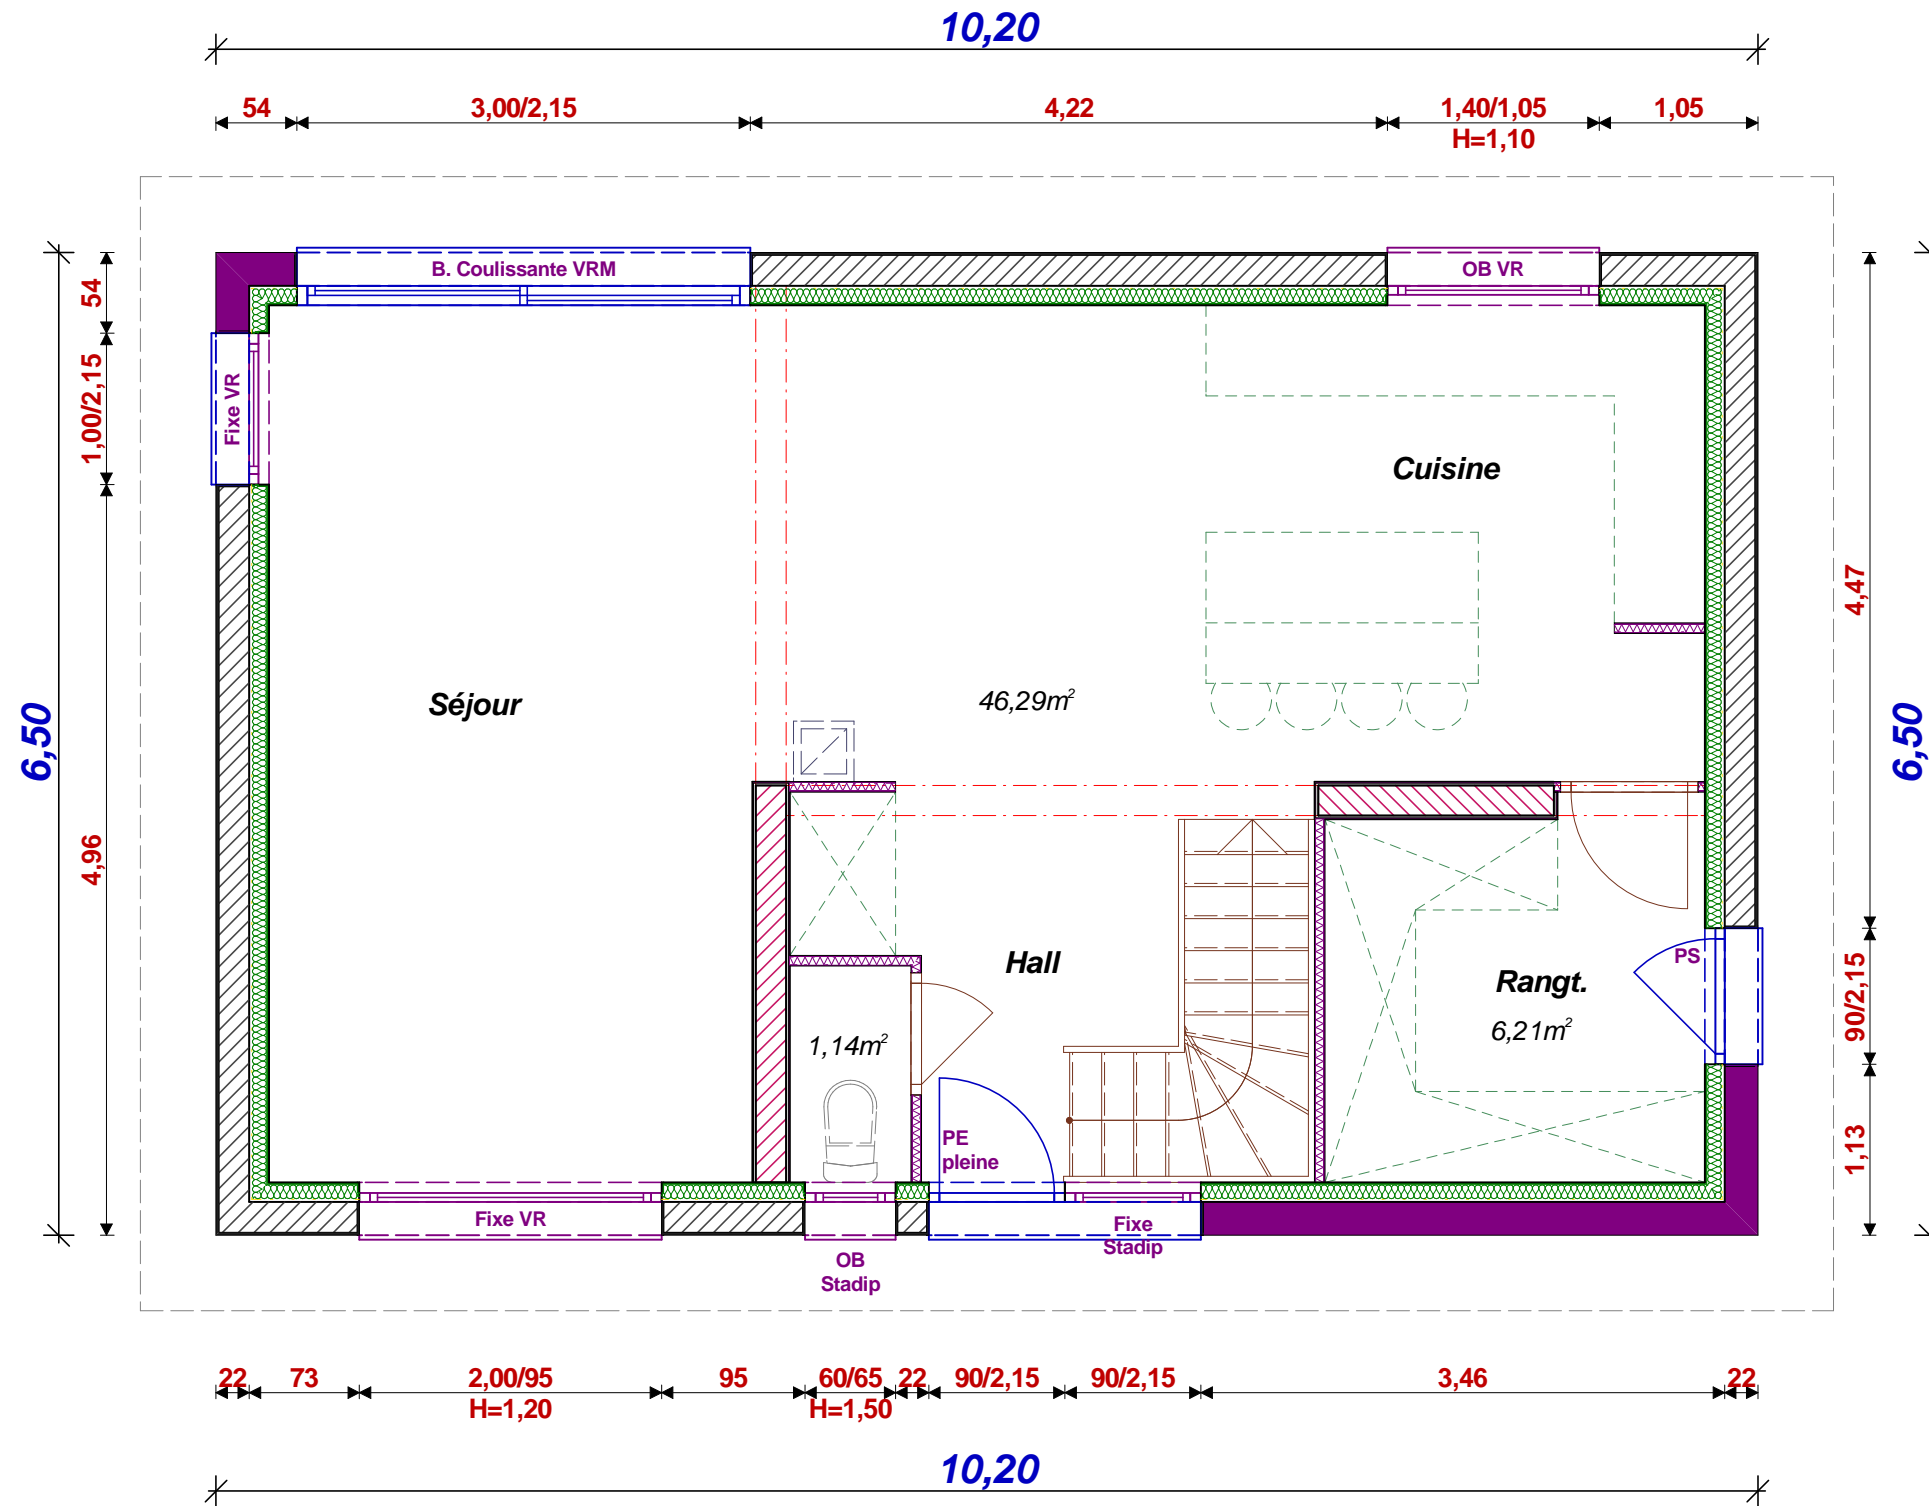 10,20
54
3,00/2,15
4,22
1,40/1,05
H=1,10
1,05
B. Coulissante VRM
OB VR
54
1,00/2,15
4,96
6,50
Fixe VR
Cuisine
Séjour
46,29m²
4,47
90/2,15
1,13
6,50
Hall
PS
Rangt.
6,21m²
1,14m²
PE
pleine
Fixe VR
Fixe
Stadip
OB
Stadip
22
73
2,00/95
H=1,20
95
60/65
H=1,50
22
90/2,15
90/2,15
3,46
22
10,20